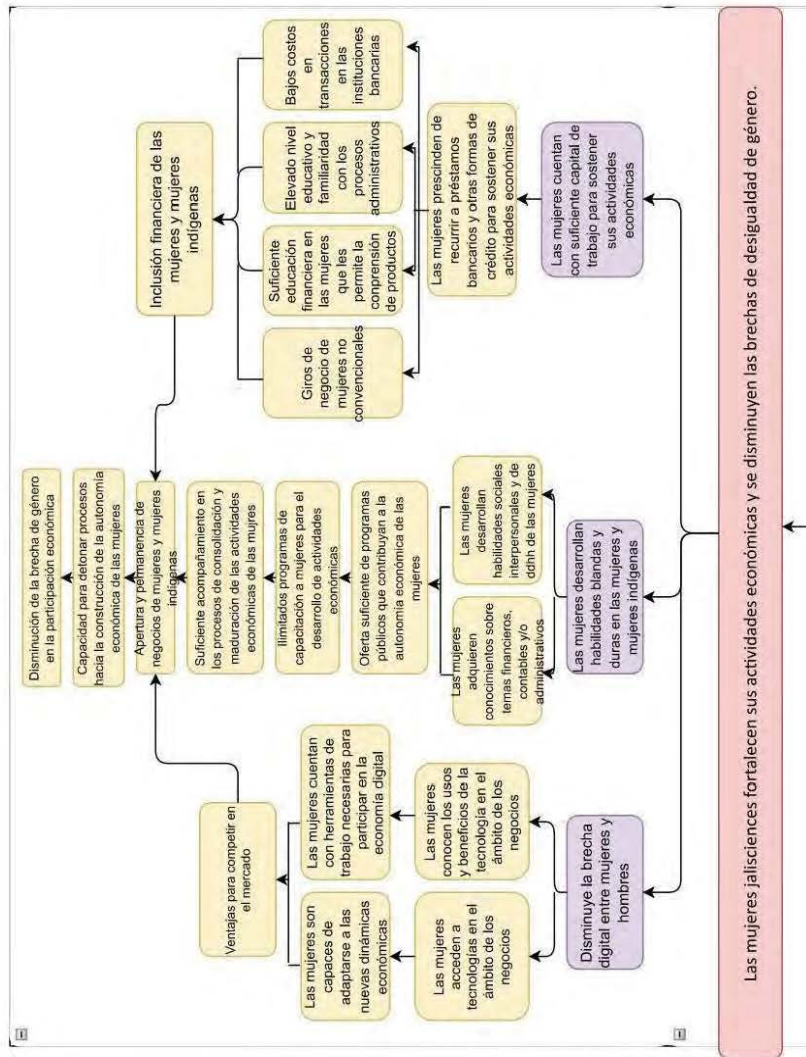 Disminución de la brecha de género
en la participación económica
Capacidad para detonar procesos
hacia la construcción de la autonomía
económica de las mujeres
Apertura y permanencia de
negocios de mujeres y mujeres
indígenas
Ventajas para competir en
el mercado
Las mujeres son
capaces de
adaptarse a las
nuevas dinámicas
económicas
Las mujeres cuentan
con herramientas de
trabajo necesarias para
participar en la
economía digital
Las mujeres
acceden a
tecnologías en el
ámbito de los
negocios
Las mujeres
conocen los usos
y beneficios de la
tecnología en el
ámbito de los
negocios
Disminuye la brecha
digital entre mujeres y
hombres
Suficiente acompañamiento en
los procesos de consolidación y
maduración de las actividades
económicas de las mujres
Ilimitados programas de
capacitación a mujeres para el
desarrollo de actividades
económicas
Oferta suficiente de programas
públicos que contribuyan a la
autonomía económica de las
mujeres
Las mujeres
adquieren
conocimientos sobre
temas financieros,
contables y/o
administrativos
Las mujeres
desarrollan
habilidades sociales
interpersonales y de
ddhh de las mujeres
Las mujeres desarrollan
habilidades blandas y
duras en las mujeres y
mujeres indígenas
Inclusión financiera de las
mujeres y mujeres
indígenas
Giros de
negocio de
mujeres no
convencionales
Suficiente
educación
financiera en
las mujeres
que les
permite la
conprensión
de productos
Elevado nivel
educativo y
familiaridad
con los
procesos
administrativos
Bajos costos
en
transacciones
en las
instituciones
bancarias
Las mujeres prescinden de
recurrir a préstamos
bancarios y otras formas de
crédito para sostener sus
actividades económicas
Las mujeres cuentan
con suficiente capital de
trabajo para sostener
sus actividades
económicas
Las mujeres jalisciences fortalecen sus actividades económicas y se disminuyen las brechas de desigualdad de género.